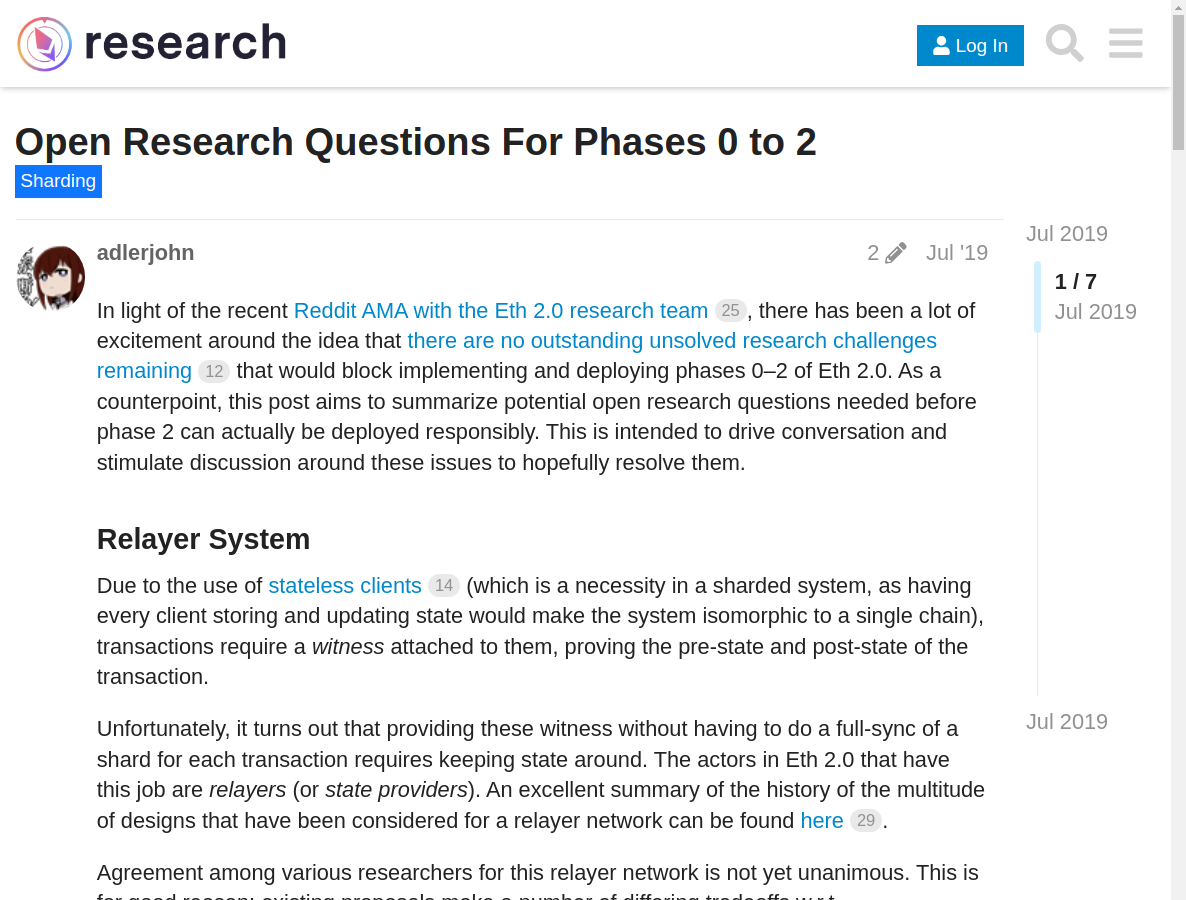 research
Log In
Open Research Questions For Phases 0 to 2
Sharding
adlerjohn
2
Jul '19
In light of the recent Reddit AMA with the Eth 2.0 research team 25, there has been a lot of
excitement around the idea that there are no outstanding unsolved research challenges
remaining 12 that would block implementing and deploying phases 0–2 of Eth 2.0. As a
counterpoint, this post aims to summarize potential open research questions needed before
phase 2 can actually be deployed responsibly. This is intended to drive conversation and
stimulate discussion around these issues to hopefully resolve them.
Relayer System
Due to the use of stateless clients 14 (which is a necessity in a sharded system, as having
every client storing and updating state would make the system isomorphic to a single chain),
transactions require a witness attached to them, proving the pre-state and post-state of the
transaction.
Unfortunately, it turns out that providing these witness without having to do a full-sync of a
shard for each transaction requires keeping state around. The actors in Eth 2.0 that have
this job are relayers (or state providers). An excellent summary of the history of the multitude
of designs that have been considered for a relayer network can be found here 29.
Agreement among various researchers for this relayer network is not yet unanimous. This is
for good reason: existing proposals make a number of differing tradeoffs w.r.t.
Jul 2019
1 / 7
Jul 2019
Jul 2019